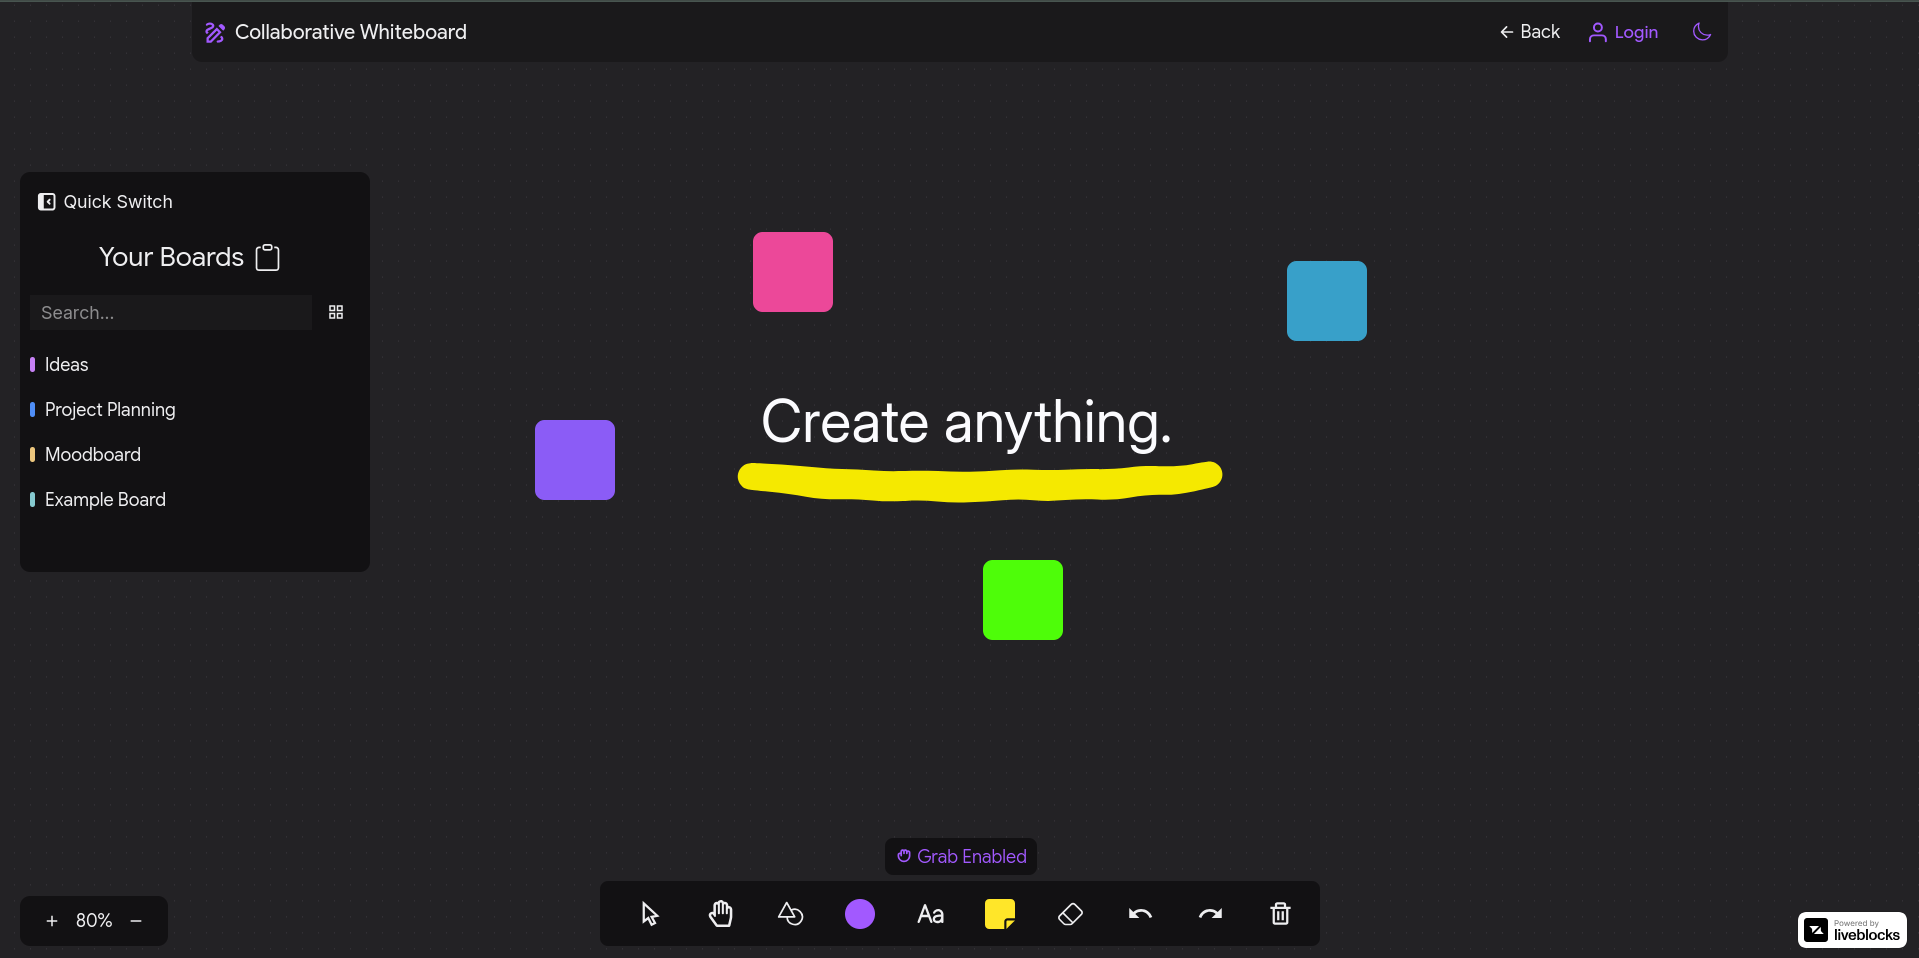 Collaborative Whiteboard
Back
Login
Quick Switch
Your Boards
Search...
Ideas
Project Planning
Moodboard
Example Board
Create anything.
Grab Enabled
+ 80% −
Aa
Powered by
liveblocks